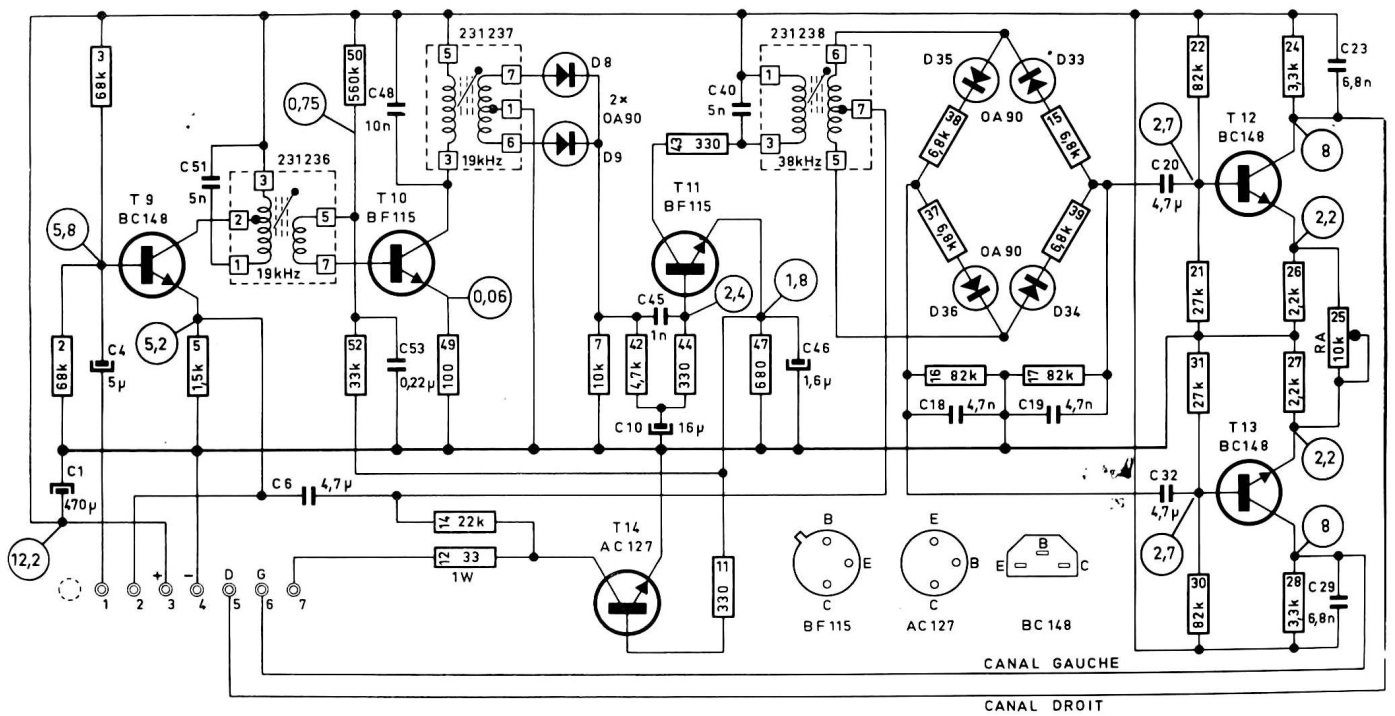 231237
231238
3
68k
50
560k
C48
10n
5
7
1
6
3
19kHz
D8
2x
OA90
D9
C40
5n
1
3
6
7
5
38kHz
D35
D33
OA90
38
6,8k
15
6,8k
37
6,8k
39
6,8k
OA90
D36
D34
22
82k
24
3,3k
C23
6,8n
0,75
C51
5n
231236
3
2
1
5
7
19kHz
T9
BC148
5,8
T10
BF115
43 330
T11
BF115
2,7
T12
BC148
8
C20
4,7µ
2,2
0,06
2,4
1,8
5,2
2
68k
C4
5µ
5
1,5k
52
33k
C53
0,22µ
49
100
7
10k
42
4,7k
C45
1n
44
330
47
680
C46
1,6µ
C10 16µ
16 82k
17 82k
C18 4,7n
C19 4,7n
21
27k
26
2,2k
RA
25
10k
31
27k
27
2,2k
T13
BC148
2,2
C32
4,7µ
2,7
8
30
82k
28
3,3k
C29
6,8n
C1
470µ
12,2
C6 4,7µ
14 22k
12 33
1W
T14
AC127
11
330
+ - D G
1 2 3 4 5 6 7
B
E
C
BF115
E
B
C
AC127
B
E C
BC148
CANAL GAUCHE
CANAL DROIT